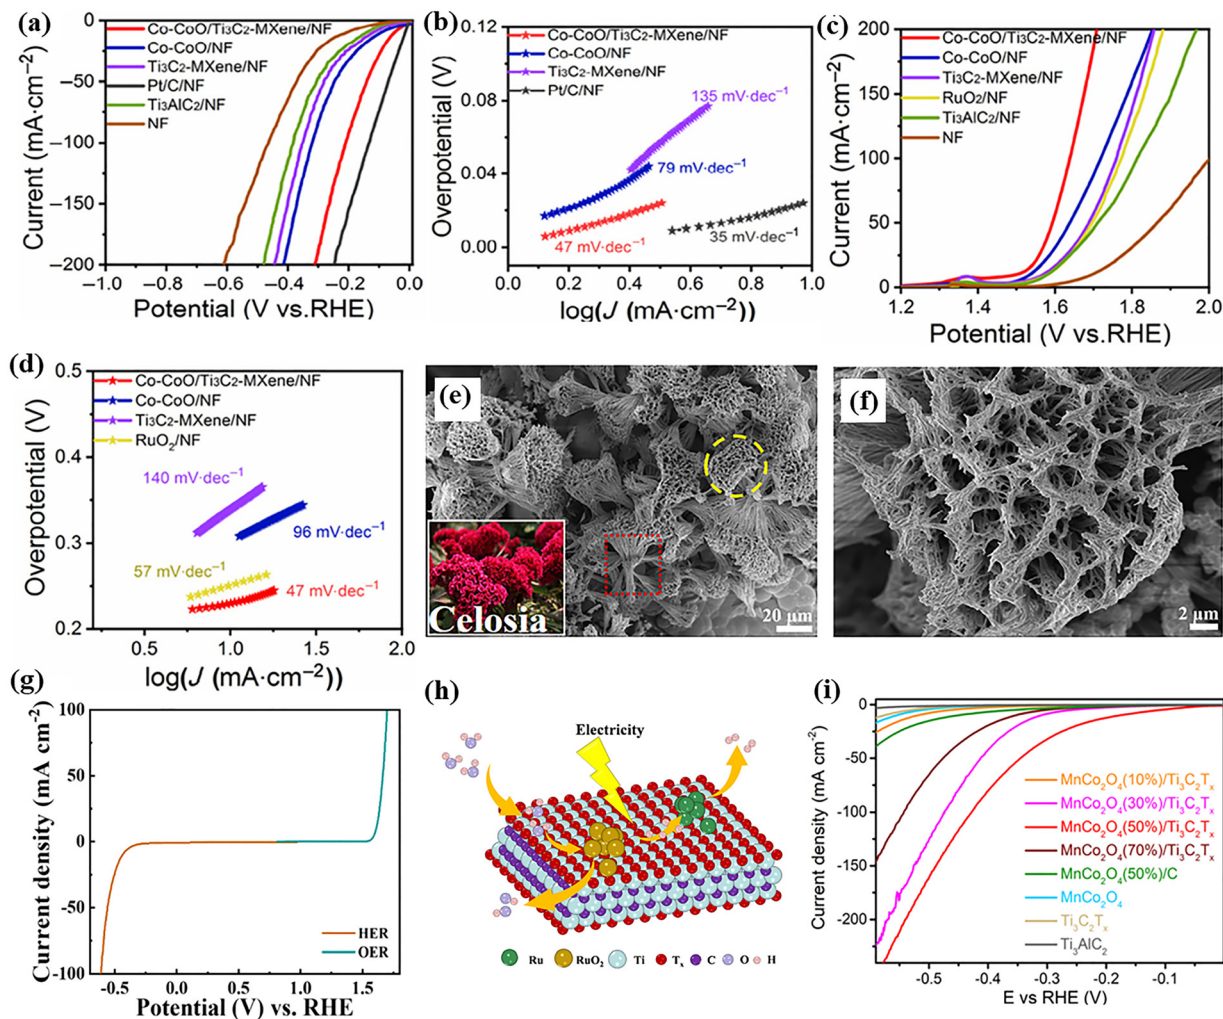 (a)
Co-CoO/Ti₃C₂-MXene/NF
Co-CoO/NF
Ti₃C₂-MXene/NF
Pt/C/NF
Ti₃AlC₂/NF
NF
0
−50
−100
−150
−200
Current (mA·cm⁻²)
−1.0 −0.8 −0.6 −0.4 −0.2 0.0
Potential (V vs.RHE)
(b)
Co-CoO/Ti₃C₂-MXene/NF
Co-CoO/NF
Ti₃C₂-MXene/NF
Pt/C/NF
135 mV·dec⁻¹
79 mV·dec⁻¹
47 mV·dec⁻¹
35 mV·dec⁻¹
0.12
0.08
0.04
0.00
Overpotential (V)
0.0 0.2 0.4 0.6 0.8 1.0
log(J (mA·cm⁻²))
(c)
Co-CoO/Ti₃C₂-MXene/NF
Co-CoO/NF
Ti₃C₂-MXene/NF
RuO₂/NF
Ti₃AlC₂/NF
NF
200
150
100
50
0
Current (mA·cm⁻²)
1.2 1.4 1.6 1.8 2.0
Potential (V vs.RHE)
(d)
Co-CoO/Ti₃C₂-MXene/NF
Co-CoO/NF
Ti₃C₂-MXene/NF
RuO₂/NF
140 mV·dec⁻¹
96 mV·dec⁻¹
57 mV·dec⁻¹
47 mV·dec⁻¹
0.5
0.4
0.3
0.2
Overpotential (V)
0.5 1.0 1.5 2.0
log(J (mA·cm⁻²))
(e)
Celosia
20 μm
(f)
2 μm
(g)
100
50
0
-50
-100
Current density (mA cm⁻²)
HER
OER
-0.5 0.0 0.5 1.0 1.5
Potential (V) vs. RHE
(h)
Electricity
Ru RuO₂ Ti Tₓ C O H
(i)
0
-50
-100
-150
-200
Current density (mA cm⁻²)
MnCo₂O₄(10%)/Ti₃C₂Tₓ
MnCo₂O₄(30%)/Ti₃C₂Tₓ
MnCo₂O₄(50%)/Ti₃C₂Tₓ
MnCo₂O₄(70%)/Ti₃C₂Tₓ
MnCo₂O₄(50%)/C
MnCo₂O₄
Ti₃C₂Tₓ
Ti₃AlC₂
-0.5 -0.4 -0.3 -0.2 -0.1
E vs RHE (V)